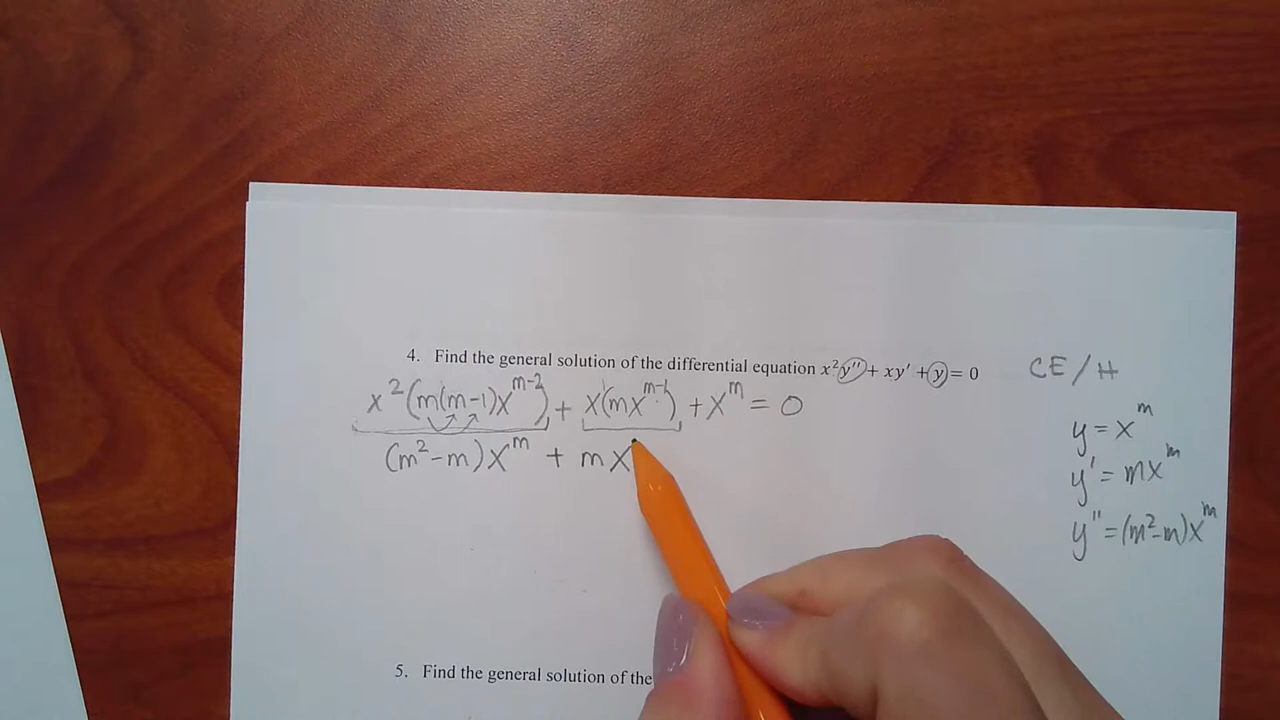 4. Find the general solution of the differential equation x²y'' + xy' + y = 0
CE/H
x²(m(m-1)x^(m-2)) + x(mx^(m-1)) + x^m = 0
(m²-m)x^m + mx
y = x^m
y' = mx^m
y'' = (m²-m)x^m
5. Find the general solution of the